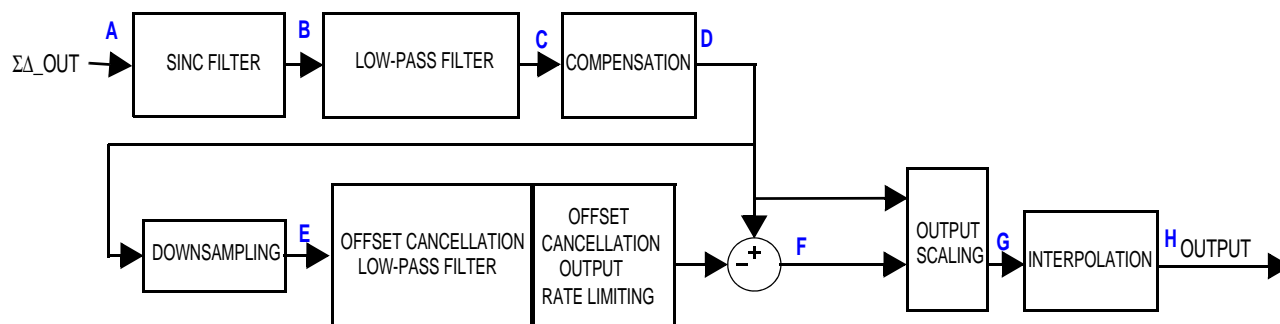 A
B
C
D
ΣΔ_OUT
SINC FILTER
LOW-PASS FILTER
COMPENSATION
DOWNSAMPLING
E
OFFSET CANCELLATION
LOW-PASS FILTER
OFFSET
CANCELLATION
OUTPUT
RATE LIMITING
+
−
F
OUTPUT
SCALING
G
INTERPOLATION
H
OUTPUT